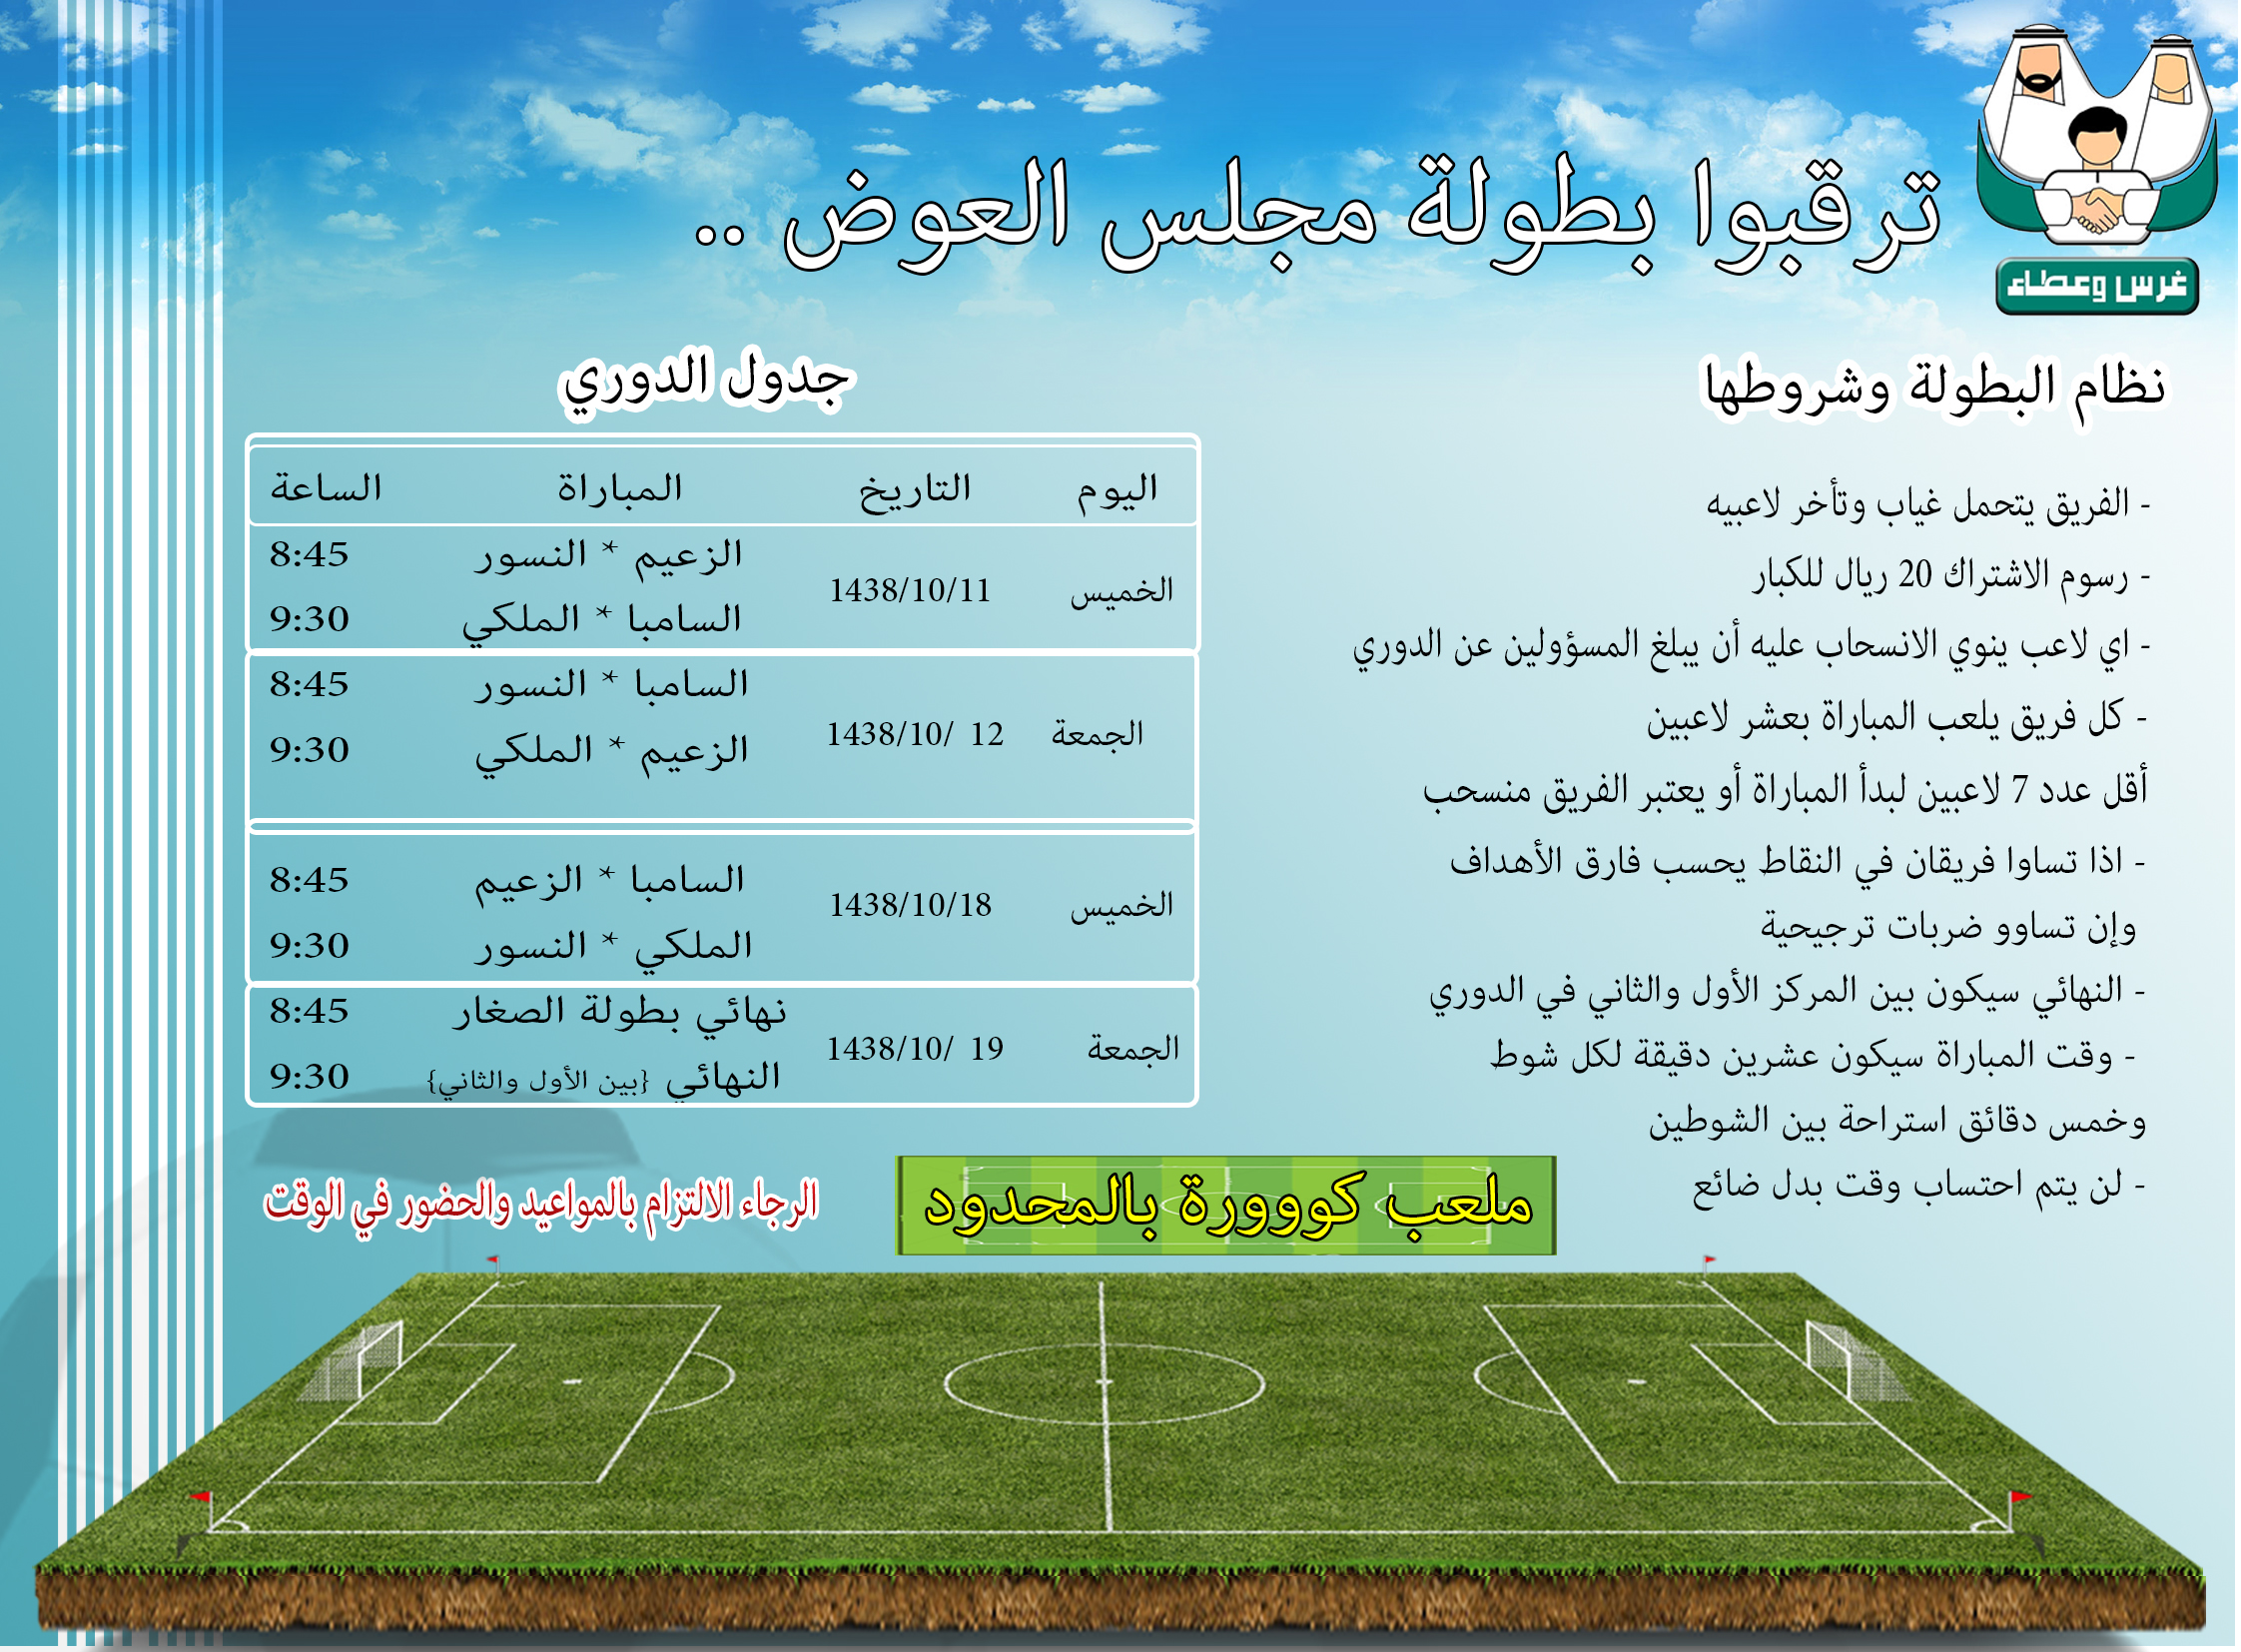 غرس وعطاء
ترقبوا بطولة مجلس العوض ..
نظام البطولة وشروطها
- الفريق يتحمل غياب وتأخر لاعبيه
- رسوم الاشتراك 20 ريال للكبار
- اي لاعب ينوي الانسحاب عليه أن يبلغ المسؤولين عن الدوري
- كل فريق يلعب المباراة بعشر لاعبين
أقل عدد 7 لاعبين لبدأ المباراة أو يعتبر الفريق منسحب
- اذا تساوا فريقان في النقاط يحسب فارق الأهداف
وإن تساوو ضربات ترجيحية
- النهائي سيكون بين المركز الأول والثاني في الدوري
- وقت المباراة سيكون عشرين دقيقة لكل شوط
وخمس دقائق استراحة بين الشوطين
- لن يتم احتساب وقت بدل ضائع
جدول الدوري
اليوم التاريخ المباراة الساعة
الزعيم * النسور 8:45
الخميس 1438/10/11
السامبا * الملكي 9:30
السامبا * النسور 8:45
الجمعة 1438/10/ 12
الزعيم * الملكي 9:30
السامبا * الزعيم 8:45
الخميس 1438/10/18
الملكي * النسور 9:30
نهائي بطولة الصغار 8:45
الجمعة 1438/10/ 19
النهائي {بين الأول والثاني} 9:30
ملعب كووورة بالمحدود
الرجاء الالتزام بالمواعيد والحضور في الوقت